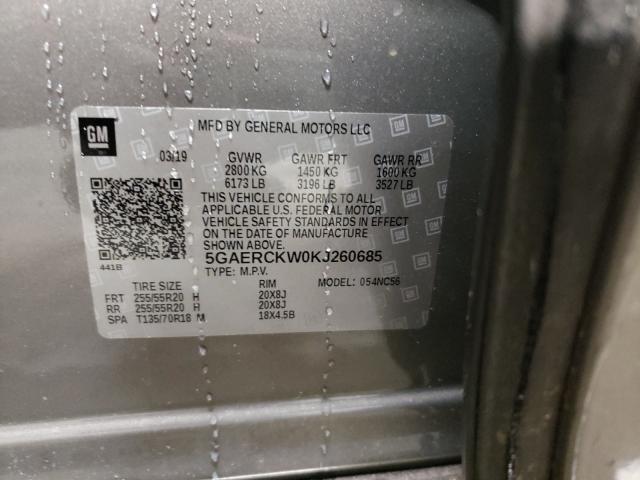 GM
MFD BY GENERAL MOTORS LLC
03/19 GVWR GAWR FRT GAWR RR
2800 KG 1450 KG 1600 KG
6173 LB 3196 LB 3527 LB
THIS VEHICLE CONFORMS TO ALL
APPLICABLE U.S. FEDERAL MOTOR
VEHICLE SAFETY STANDARDS IN EFFECT
ON THE DATE OF MANUFACTURE
SHOWN ABOVE.
441B
5GAERCKW0KJ260685
TYPE: M.P.V. MODEL: 054NC56
TIRE SIZE RIM
FRT 255/55R20 H 20X8J
RR 255/55R20 H 20X8J
SPA T135/70R18 M 18X4.5B